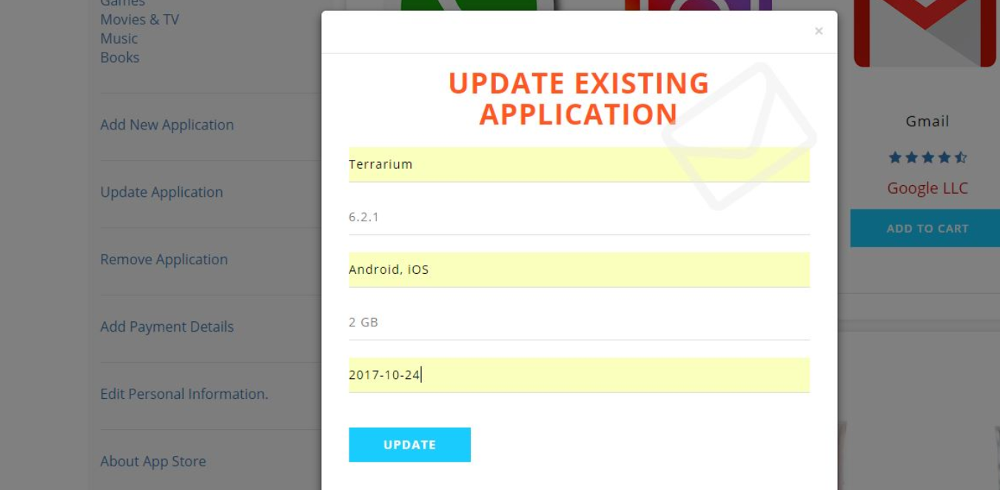 Games
Movies & TV
Music
Books
Add New Application
Update Application
Remove Application
Add Payment Details
Edit Personal Information.
About App Store
×
UPDATE EXISTING
APPLICATION
Terrarium
6.2.1
Android, iOS
2 GB
2017-10-24
UPDATE
Gmail
Google LLC
ADD TO CART